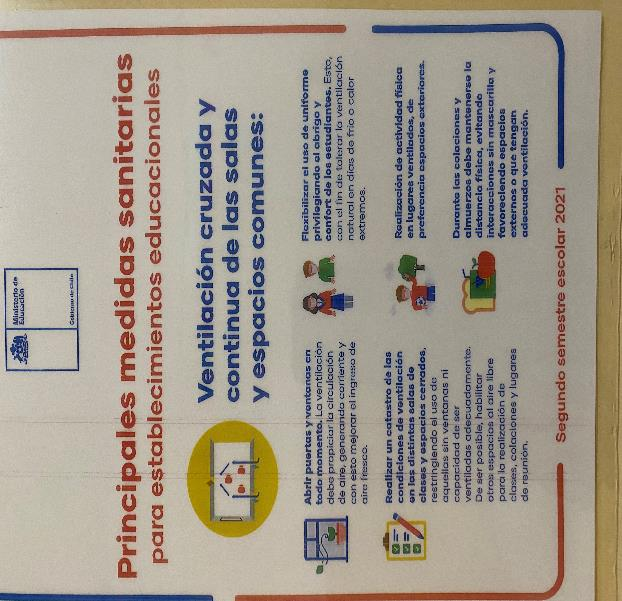 Ministerio de
Educación
Gobierno de Chile
Principales medidas sanitarias
para establecimientos educacionales
Ventilación cruzada y
continua de las salas
y espacios comunes:
Abrir puertas y ventanas en
todo momento. La ventilación
debe propiciar la circulación
de aire, generando corriente y
con esto mejorar el ingreso de
aire fresco.
Realizar un catastro de las
condiciones de ventilación
en las distintas salas de
clases y espacios cerrados,
restringiendo el uso de
aquellas sin ventanas ni
capacidad de ser
ventiladas adecuadamente.
De ser posible, habilitar
otros espacios al aire libre
para la realización de
clases, colaciones y lugares
de reunión.
Flexibilizar el uso de uniforme
privilegiando el abrigo y
confort de los estudiantes. Esto,
con el fin de tolerar la ventilación
natural en días de frío o calor
extremos.
Realización de actividad física
en lugares ventilados, de
preferencia espacios exteriores.
Durante las colaciones y
almuerzos debe mantenerse la
distancia física, evitando
interacciones sin mascarilla y
favoreciendo espacios
externos o que tengan
adecuada ventilación.
Segundo semestre escolar 2021